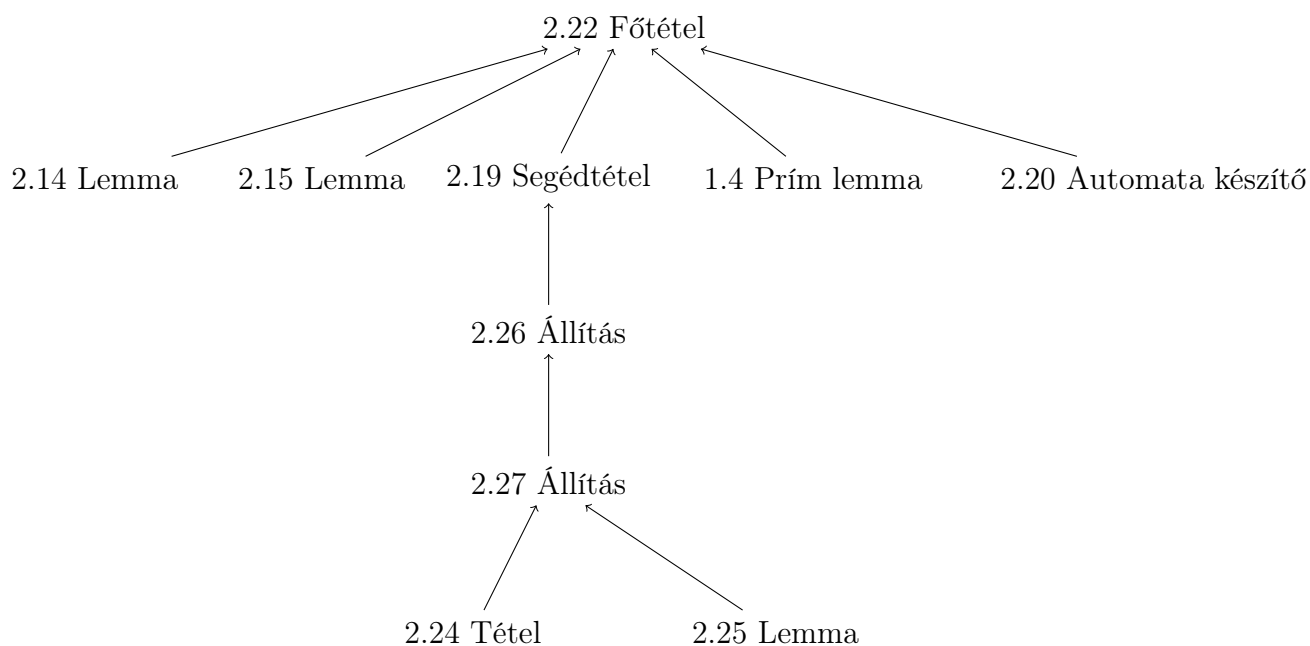 2.22 Főtétel
2.14 Lemma
2.15 Lemma
2.19 Segédtétel
1.4 Prím lemma
2.20 Automata készítő
2.26 Állítás
2.27 Állítás
2.24 Tétel
2.25 Lemma